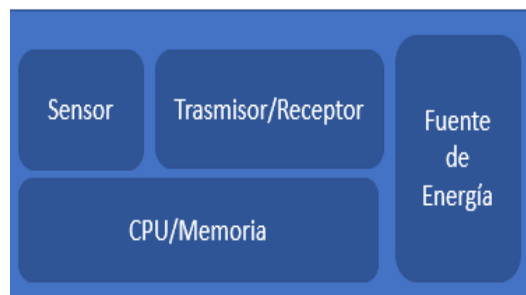 Sensor
Trasmisor/Receptor
Fuente
de
Energía
CPU/Memoria